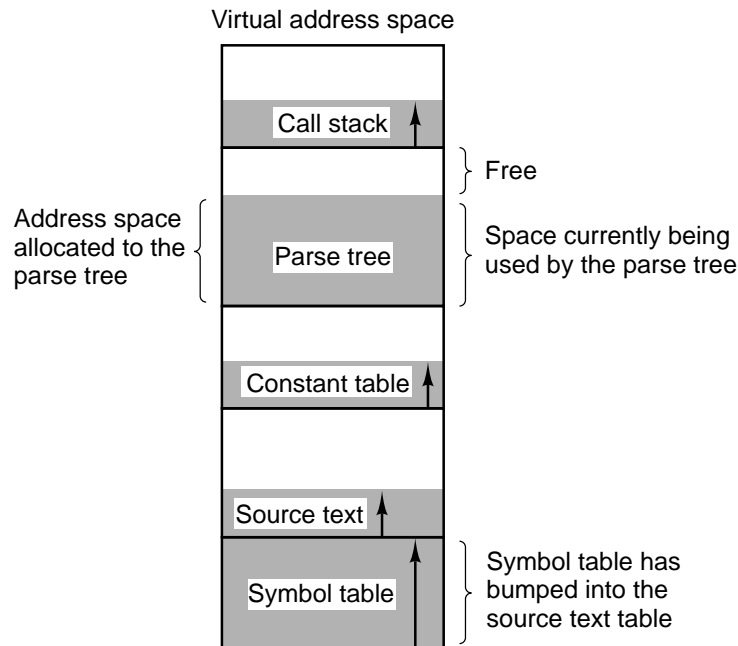 Virtual address space
Call stack
Free
Address space
allocated to the
parse tree
Parse tree
Space currently being
used by the parse tree
Constant table
Source text
Symbol table
Symbol table has
bumped into the
source text table